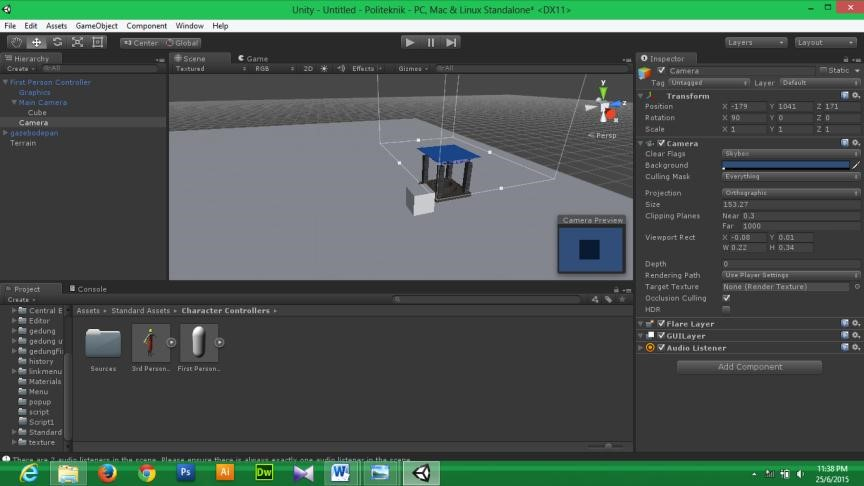 Unity - Untitled - Politeknik - PC, Mac & Linux Standalone* <DX11>
File Edit Assets GameObject Component Window Help
Center Global
Layers
Layout
Hierarchy
Create All
First Person Controller
Graphics
Main Camera
Cube
Camera
gazebodepan
Terrain
Scene
Game
Textured RGB 2D Effects Gizmos All
y
z
Persp
Camera Preview
Inspector
Camera Static
Tag Untagged Layer Default
Transform
Position X -179 Y 1041 Z 171
Rotation X 90 Y 0 Z 0
Scale X 1 Y 1 Z 1
Camera
Clear Flags Skybox
Background
Culling Mask Everything
Projection Orthographic
Size 153.27
Clipping Planes Near 0.3
Far 1000
Viewport Rect X -0.08 Y 0.01
W 0.22 H 0.34
Depth 0
Rendering Path Use Player Settings
Target Texture None (Render Texture)
Occlusion Culling
HDR
Flare Layer
GUILayer
Audio Listener
Add Component
Project
Console
Create
Central E
Editor
gedung
gedung u
gedungFi
history
linkmenu
Materials
Menu
popup
script
Script1
Standard
texture
Assets Standard Assets Character Controllers
Sources
3rd Person...
First Person...
There are 2 audio listeners in the scene. Please ensure there is always exactly one audio listener in the scene.
Ps
Ai
Dw
W
11:38 PM
25/6/2015